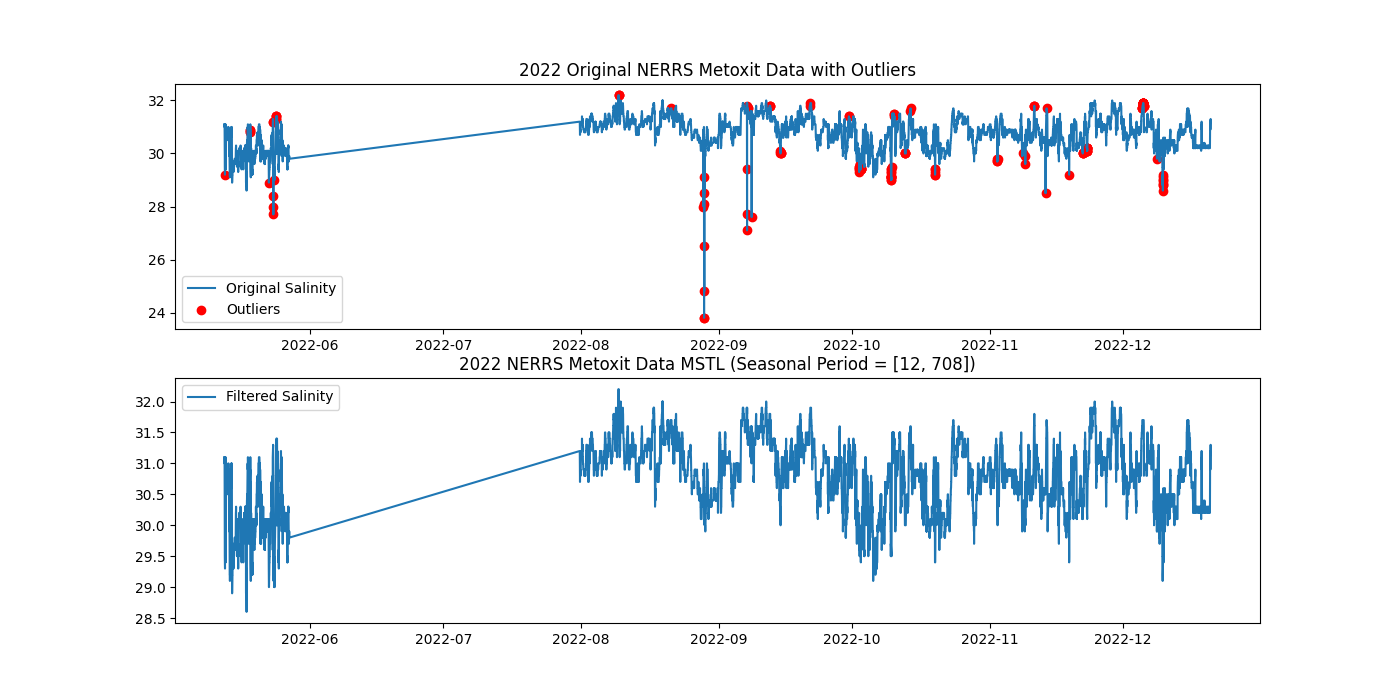 2022 Original NERRS Metoxit Data with Outliers
32
30
28
26
24
Original Salinity
Outliers
2022-06 2022-07 2022-08 2022-09 2022-10 2022-11 2022-12
2022 NERRS Metoxit Data MSTL (Seasonal Period = [12, 708])
Filtered Salinity
32.0
31.5
31.0
30.5
30.0
29.5
29.0
28.5
2022-06 2022-07 2022-08 2022-09 2022-10 2022-11 2022-12